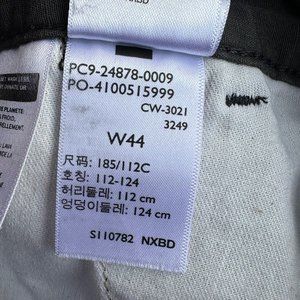 NXBD
PC9-24878-0009
PO-4100515999
CW-3021
3249
W44
尺码: 185/112C
호칭: 112-124
허리둘레: 112 cm
엉덩이둘레: 124 cm
S110782 NXBD